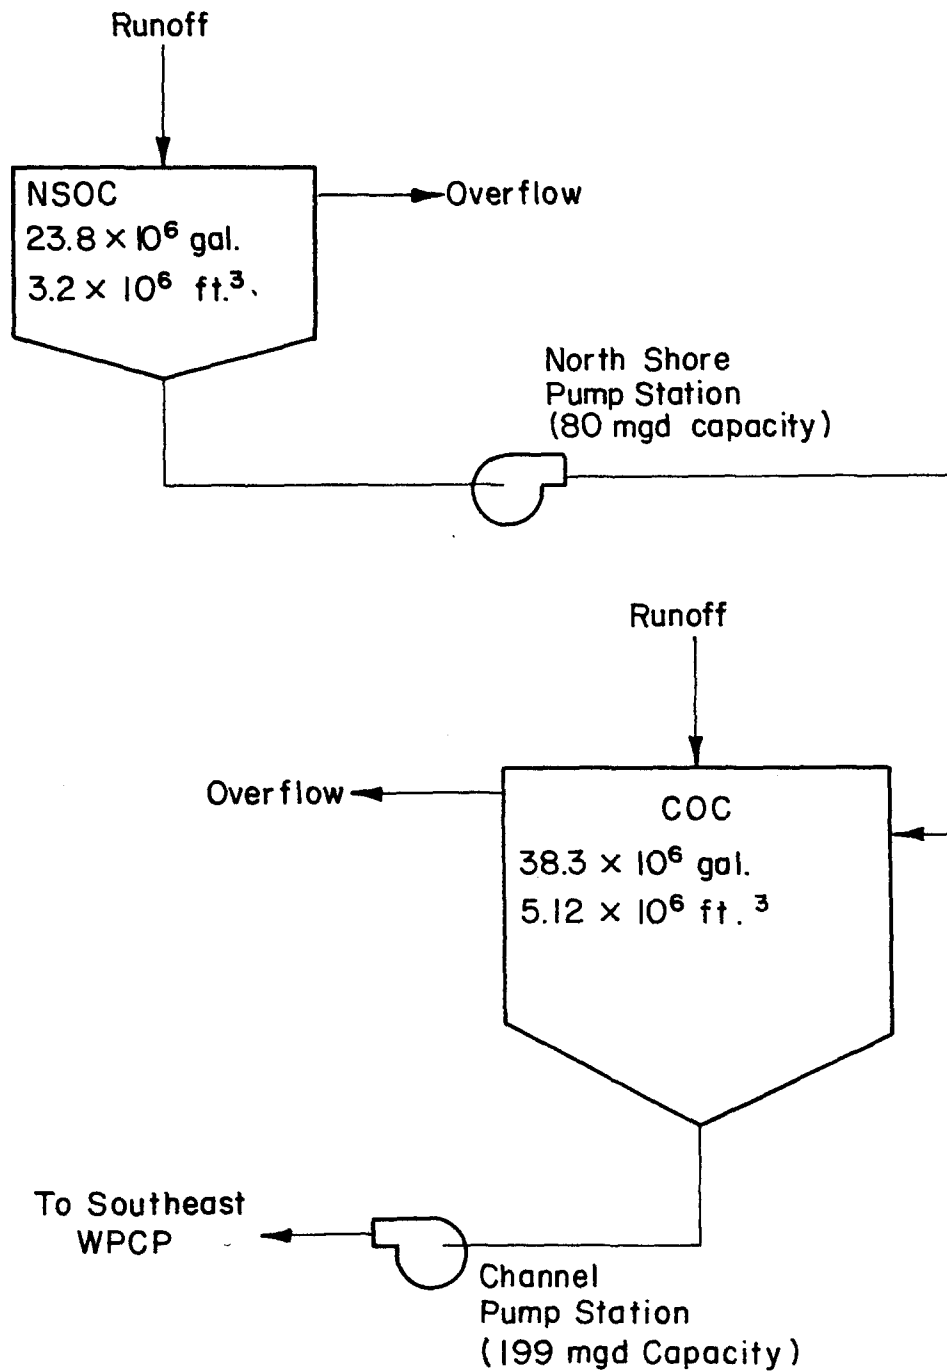 Runoff
NSOC
23.8 × 10⁶ gal.
3.2 × 10⁶ ft.³
Overflow
North Shore
Pump Station
(80 mgd capacity)
Runoff
Overflow
COC
38.3 × 10⁶ gal.
5.12 × 10⁶ ft.³
To Southeast
WPCP
Channel
Pump Station
(199 mgd Capacity)